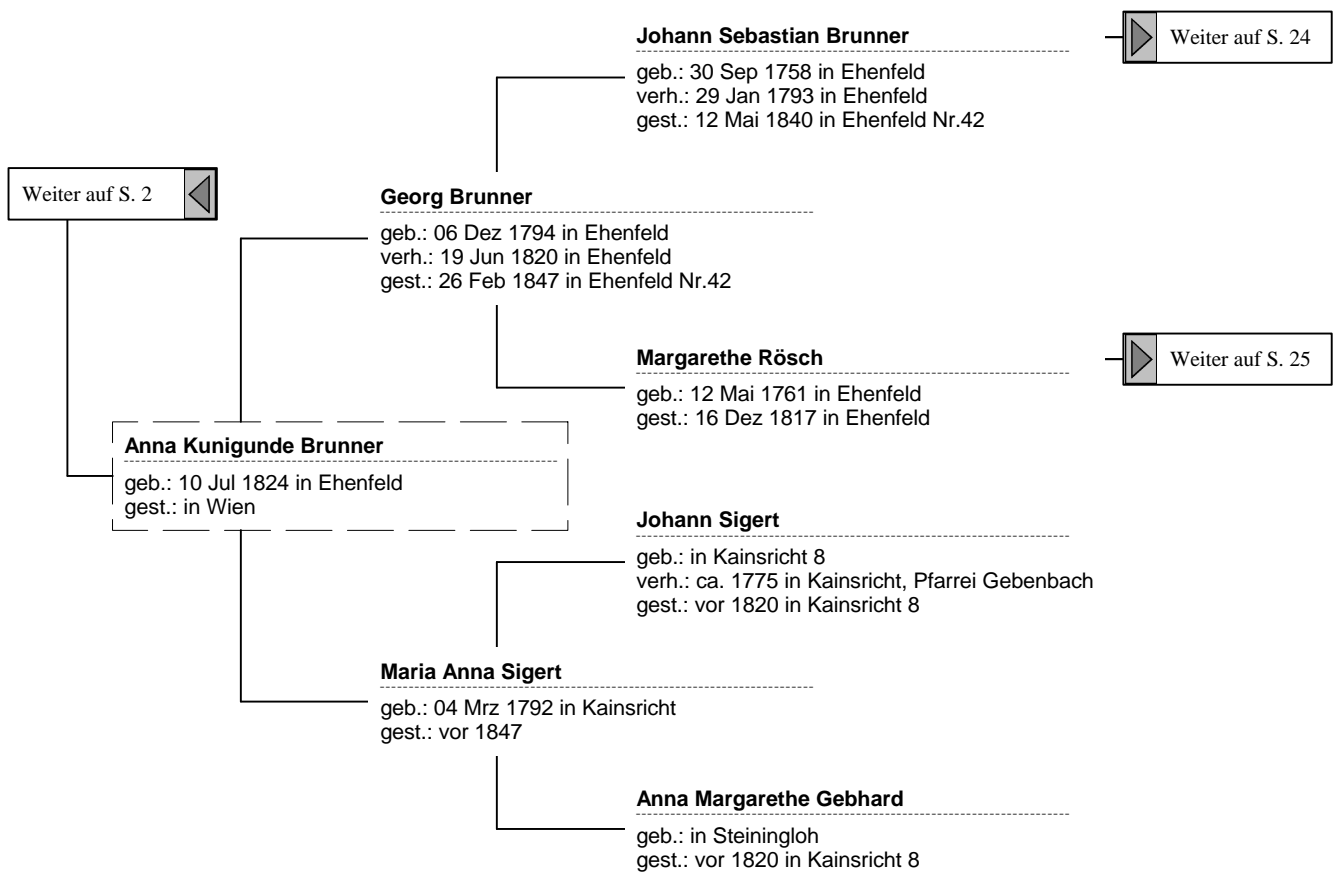 Johann Sebastian Brunner
Weiter auf S. 24
geb.: 30 Sep 1758 in Ehenfeld
verh.: 29 Jan 1793 in Ehenfeld
gest.: 12 Mai 1840 in Ehenfeld Nr.42
Weiter auf S. 2
Georg Brunner
geb.: 06 Dez 1794 in Ehenfeld
verh.: 19 Jun 1820 in Ehenfeld
gest.: 26 Feb 1847 in Ehenfeld Nr.42
Margarethe Rösch
Weiter auf S. 25
geb.: 12 Mai 1761 in Ehenfeld
gest.: 16 Dez 1817 in Ehenfeld
Anna Kunigunde Brunner
geb.: 10 Jul 1824 in Ehenfeld
gest.: in Wien
Johann Sigert
geb.: in Kainsricht 8
verh.: ca. 1775 in Kainsricht, Pfarrei Gebenbach
gest.: vor 1820 in Kainsricht 8
Maria Anna Sigert
geb.: 04 Mrz 1792 in Kainsricht
gest.: vor 1847
Anna Margarethe Gebhard
geb.: in Steiningloh
gest.: vor 1820 in Kainsricht 8